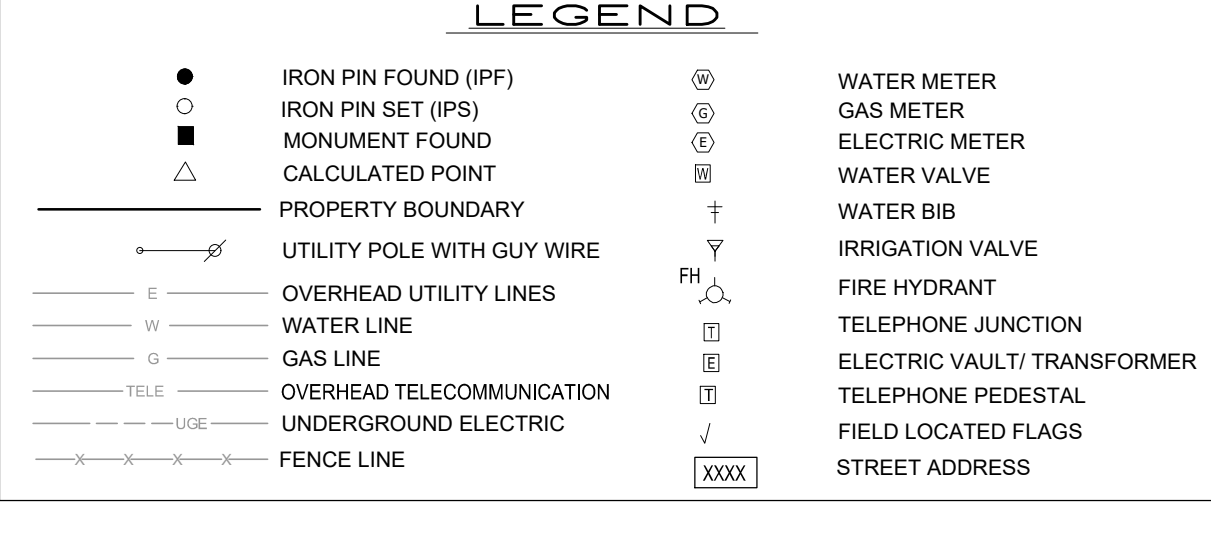 LEGEND
IRON PIN FOUND (IPF)
IRON PIN SET (IPS)
MONUMENT FOUND
CALCULATED POINT
PROPERTY BOUNDARY
UTILITY POLE WITH GUY WIRE
E OVERHEAD UTILITY LINES
W WATER LINE
G GAS LINE
TELE OVERHEAD TELECOMMUNICATION
UGE UNDERGROUND ELECTRIC
X X X X FENCE LINE
W WATER METER
G GAS METER
E ELECTRIC METER
W WATER VALVE
WATER BIB
IRRIGATION VALVE
FH FIRE HYDRANT
T TELEPHONE JUNCTION
E ELECTRIC VAULT/ TRANSFORMER
T TELEPHONE PEDESTAL
FIELD LOCATED FLAGS
XXXX STREET ADDRESS